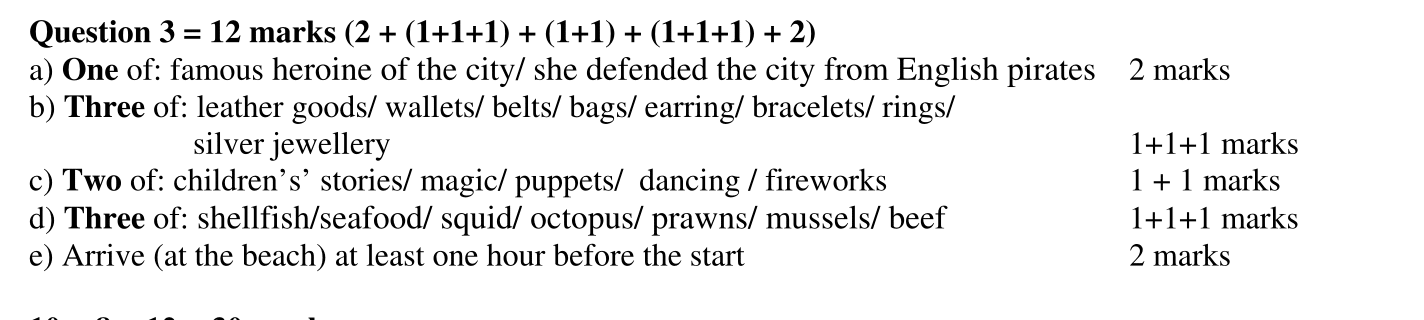 Question 3 = 12 marks (2 + (1+1+1) + (1+1) + (1+1+1) + 2)
a) One of: famous heroine of the city/ she defended the city from English pirates 2 marks
b) Three of: leather goods/ wallets/ belts/ bags/ earring/ bracelets/ rings/
silver jewellery 1+1+1 marks
c) Two of: children’s’ stories/ magic/ puppets/ dancing / fireworks 1 + 1 marks
d) Three of: shellfish/seafood/ squid/ octopus/ prawns/ mussels/ beef 1+1+1 marks
e) Arrive (at the beach) at least one hour before the start 2 marks